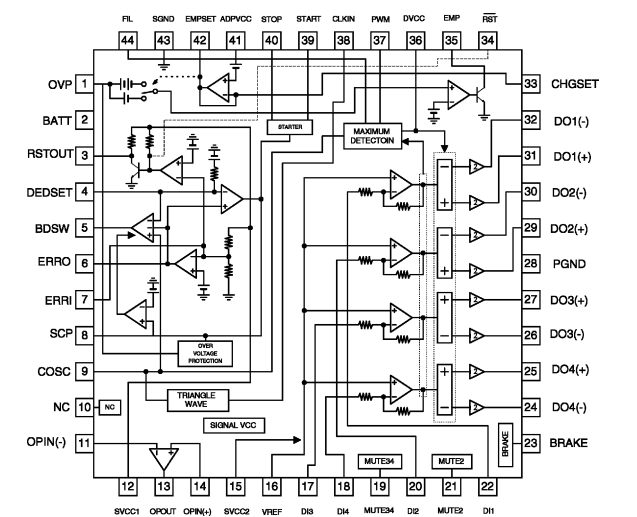 FIL SGND EMPSET ADPVCC STOP START CLKIN PWM DVCC EMP RST
44 43 42 41 40 39 38 37 36 35 34
OVP 1
BATT 2
RSTOUT 3
DEDSET 4
BDSW 5
ERRO 6
ERRI 7
SCP 8
COSC 9
NC 10 NC
OPIN(-) 11
33 CHGSET
32 DO1(-)
31 DO1(+)
30 DO2(-)
29 DO2(+)
28 PGND
27 DO3(+)
26 DO3(-)
25 DO4(+)
24 DO4(-)
23 BRAKE
STARTER
MAXIMUM
DETECTOIN
OVER
VOLTAGE
PROTECTION
TRIANGLE
WAVE
SIGNAL VCC
BRAKE
MUTE34
MUTE2
12 13 14 15 16 17 18 19 20 21 22
SVCC1 OPOUT OPIN(+) SVCC2 VREF DI3 DI4 MUTE34 DI2 MUTE2 DI1